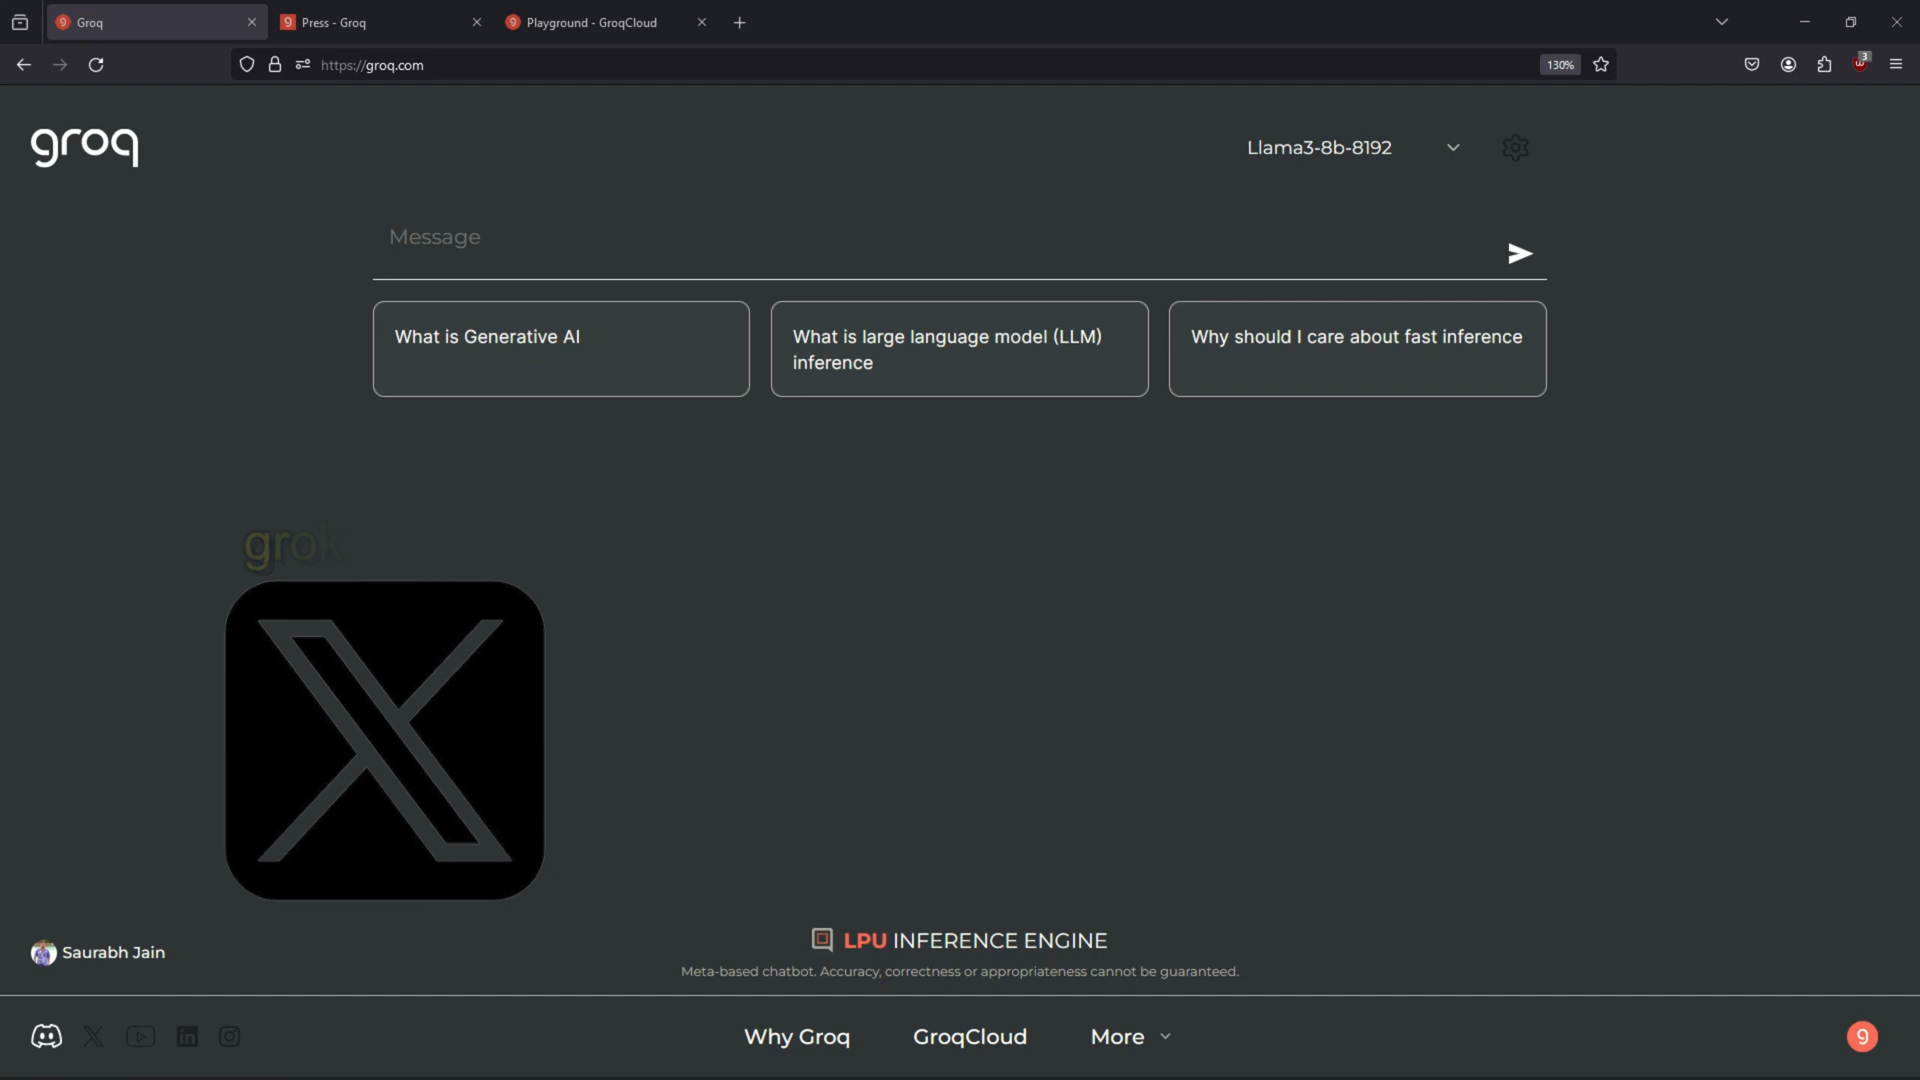 Groq
Press - Groq
Playground - GroqCloud
https://groq.com
130%
3
groq
Llama3-8b-8192
Message
What is Generative AI
What is large language model (LLM)
inference
Why should I care about fast inference
grok
Saurabh Jain
LPU INFERENCE ENGINE
Meta-based chatbot. Accuracy, correctness or appropriateness cannot be guaranteed.
Why Groq
GroqCloud
More